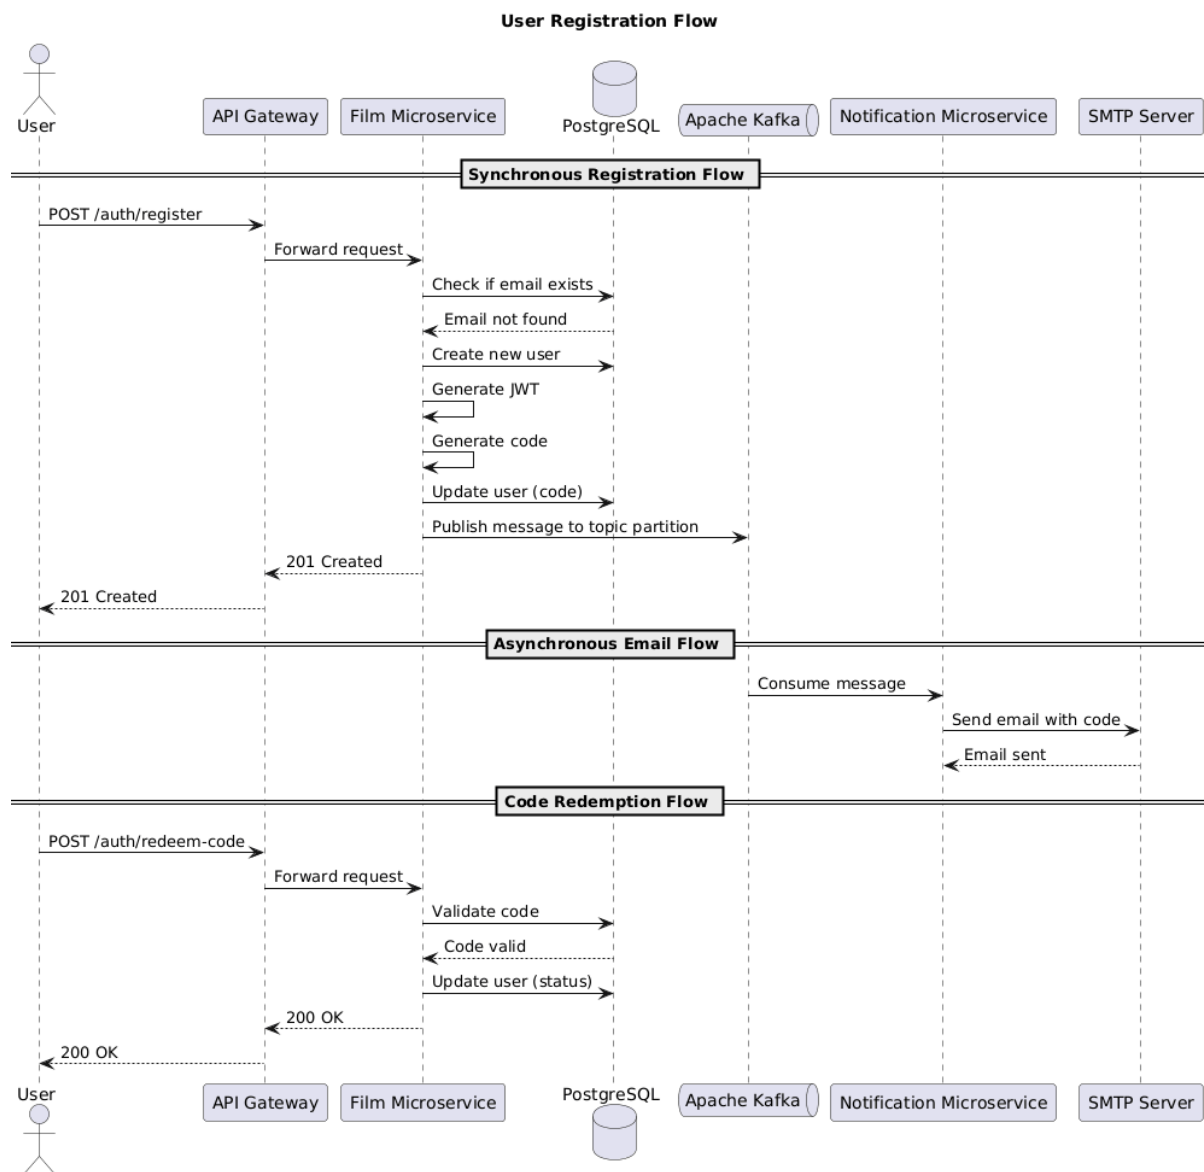 User Registration Flow
User
API Gateway
Film Microservice
PostgreSQL
Apache Kafka
Notification Microservice
SMTP Server
Synchronous Registration Flow
POST /auth/register
Forward request
Check if email exists
Email not found
Create new user
Generate JWT
Generate code
Update user (code)
Publish message to topic partition
201 Created
201 Created
Asynchronous Email Flow
Consume message
Send email with code
Email sent
Code Redemption Flow
POST /auth/redeem-code
Forward request
Validate code
Code valid
Update user (status)
200 OK
200 OK
User
API Gateway
Film Microservice
PostgreSQL
Apache Kafka
Notification Microservice
SMTP Server